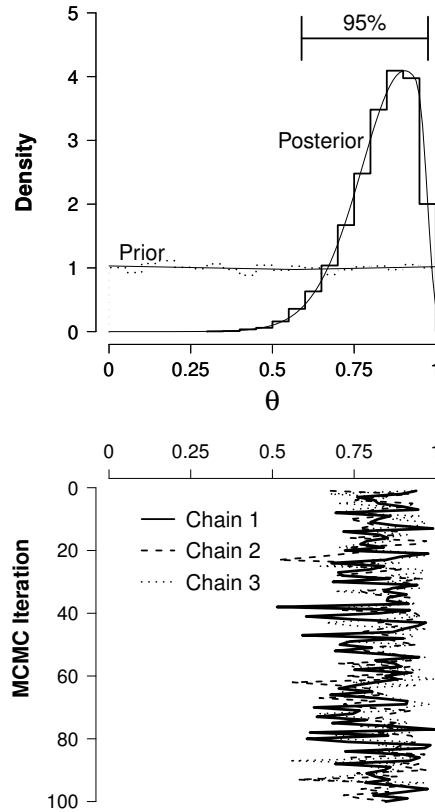 95%
5
4
3
2
1
0
Density
Posterior
Prior
0 0.25 0.5 0.75 1
θ
0 0.25 0.5 0.75
0
20
40
60
80
100
MCMC Iteration
Chain 1
Chain 2
Chain 3